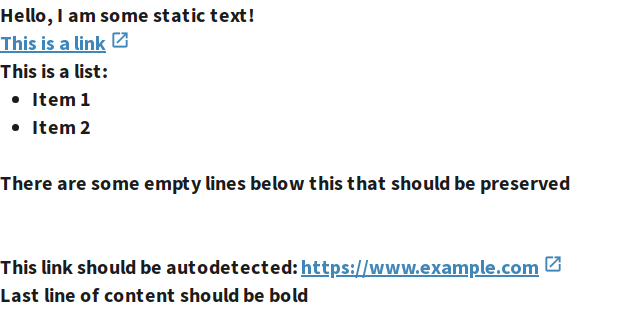 Hello, I am some static text!
This is a link
This is a list:
• Item 1
• Item 2
There are some empty lines below this that should be preserved
This link should be autodetected: https://www.example.com
Last line of content should be bold